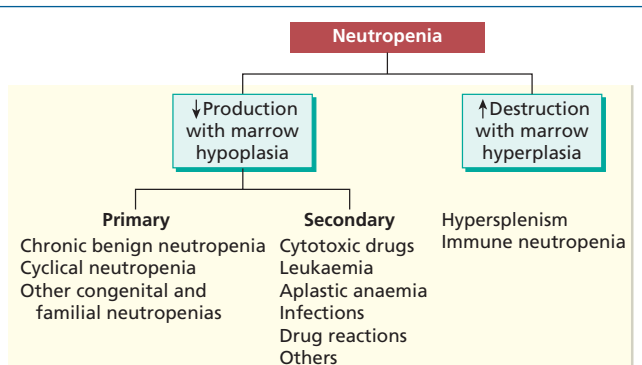 Neutropenia
↓Production
with marrow
hypoplasia
↑Destruction
with marrow
hyperplasia
Primary
Chronic benign neutropenia
Cyclical neutropenia
Other congenital and
familial neutropenias
Secondary
Cytotoxic drugs
Leukaemia
Aplastic anaemia
Infections
Drug reactions
Others
Hypersplenism
Immune neutropenia